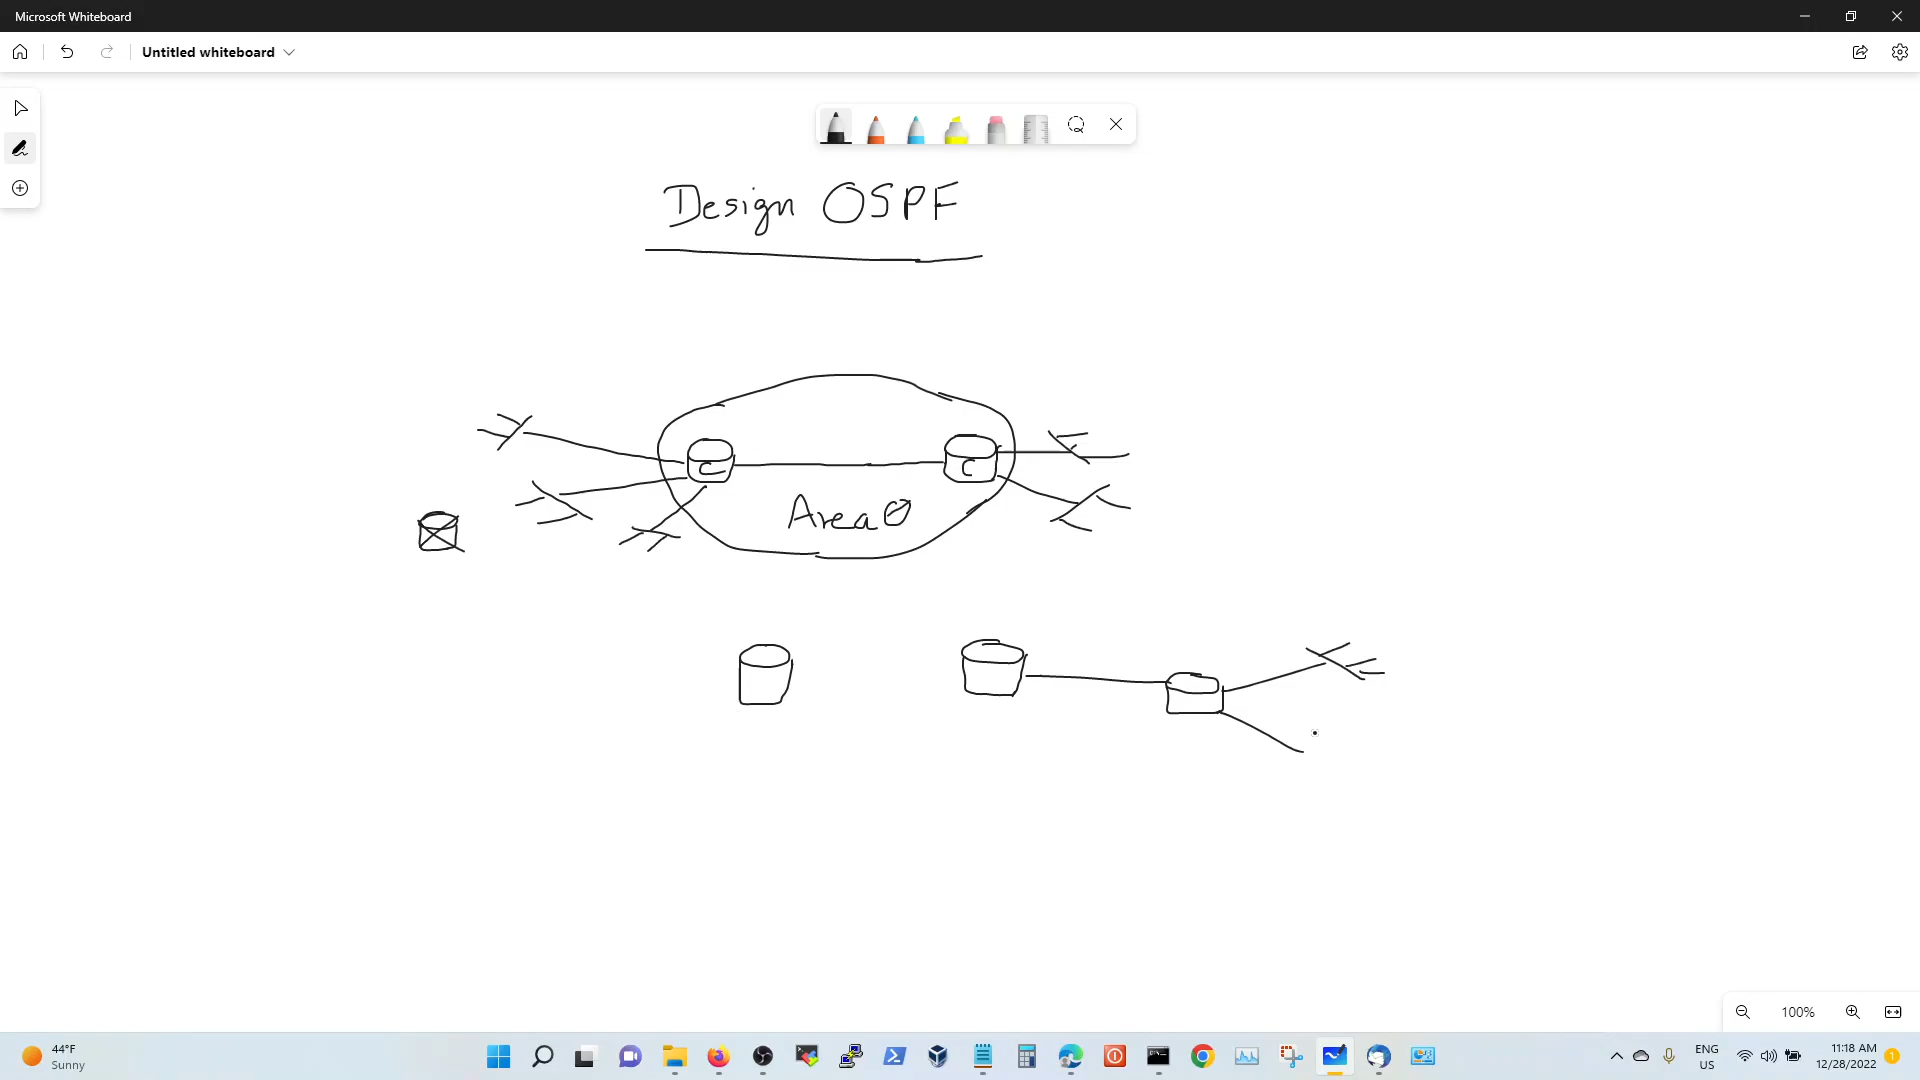 Microsoft Whiteboard
Untitled whiteboard
Design OSPF
C
C
Area 0
100%
44°F
Sunny
ENG
US
11:18 AM
12/28/2022
1